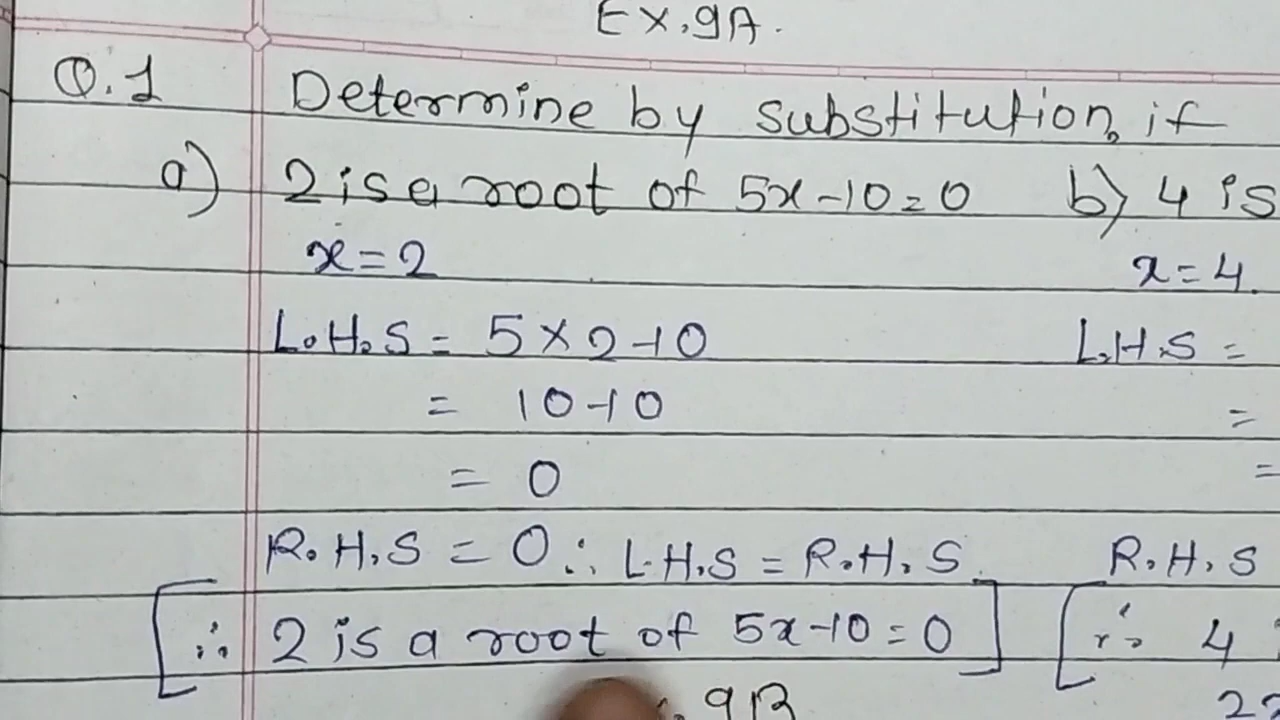 Ex. 9A.
Q.1 Determine by substitution, if
a) 2 is a root of 5x-10=0 b) 4 is
x=2 x=4.
L.H.S = 5×2-10 L.H.S =
= 10-10 =
= 0 =
R.H.S = 0 ∴ L.H.S = R.H.S. R.H.S
[∴ 2 is a root of 5x-10=0] [∴ 4
9B